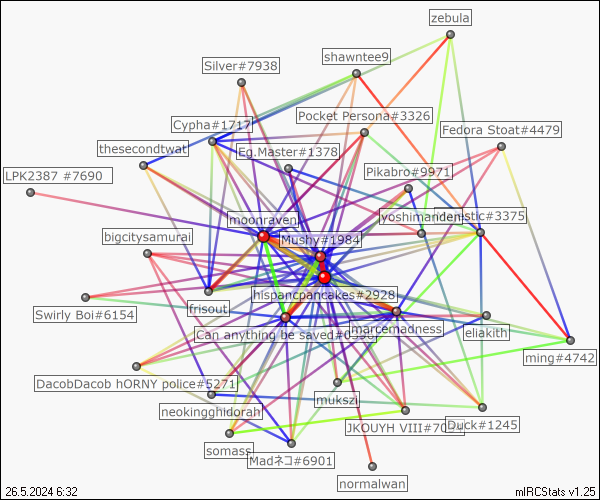 zebula
shawntee9
Silver#7938
Pocket Persona#3326
Cypha#1717
Fedora Stoat#4479
thesecondtwat
Eg.Master#1378
Pikabro#9971
LPK2387 #7690
moonraven
yoshiman
istic#3375
bigcitysamurai
Mushy#1984
hispancpancakes#2928
frisout
Swirly Boi#6154
marcemadness
Can anything be saved
eliakith
ming#4742
DacobDacob hORNY police#5271
mukszi
neokingghidorah
JKOUYH VIII#7
Duck#1245
somass
Madネコ#6901
normalwan
26.5.2024 6:32
mIRCStats v1.25